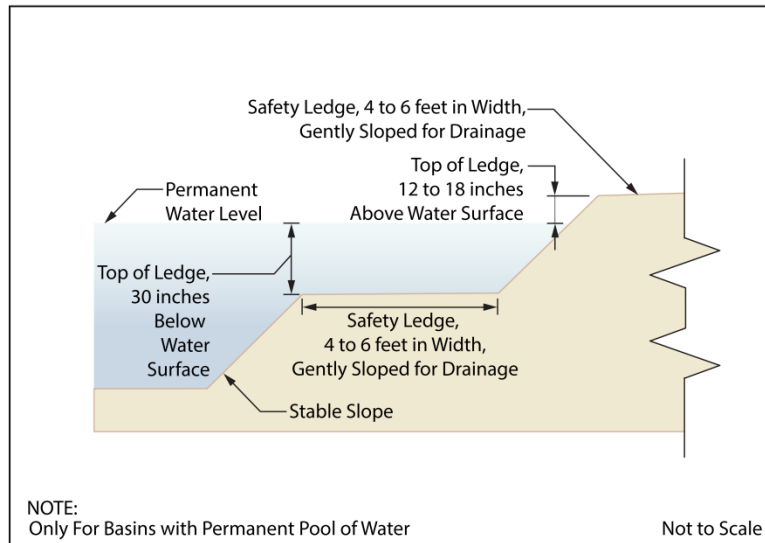 Safety Ledge, 4 to 6 feet in Width,
Gently Sloped for Drainage
Top of Ledge,
12 to 18 inches
Above Water Surface
Permanent
Water Level
Top of Ledge,
30 inches
Below
Water
Surface
Safety Ledge,
4 to 6 feet in Width,
Gently Sloped for Drainage
Stable Slope
NOTE:
Only For Basins with Permanent Pool of Water
Not to Scale